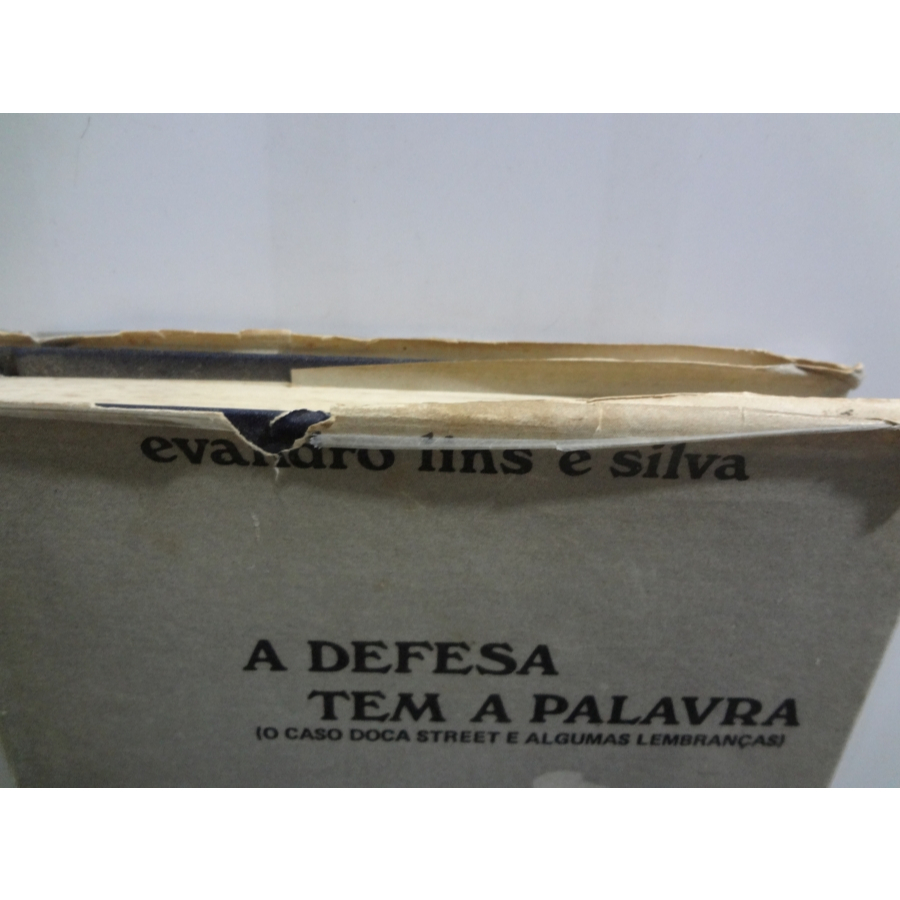 evandro lins e silva
A DEFESA
TEM A PALAVRA
(O CASO DOCA STREET E ALGUMAS LEMBRANÇAS)